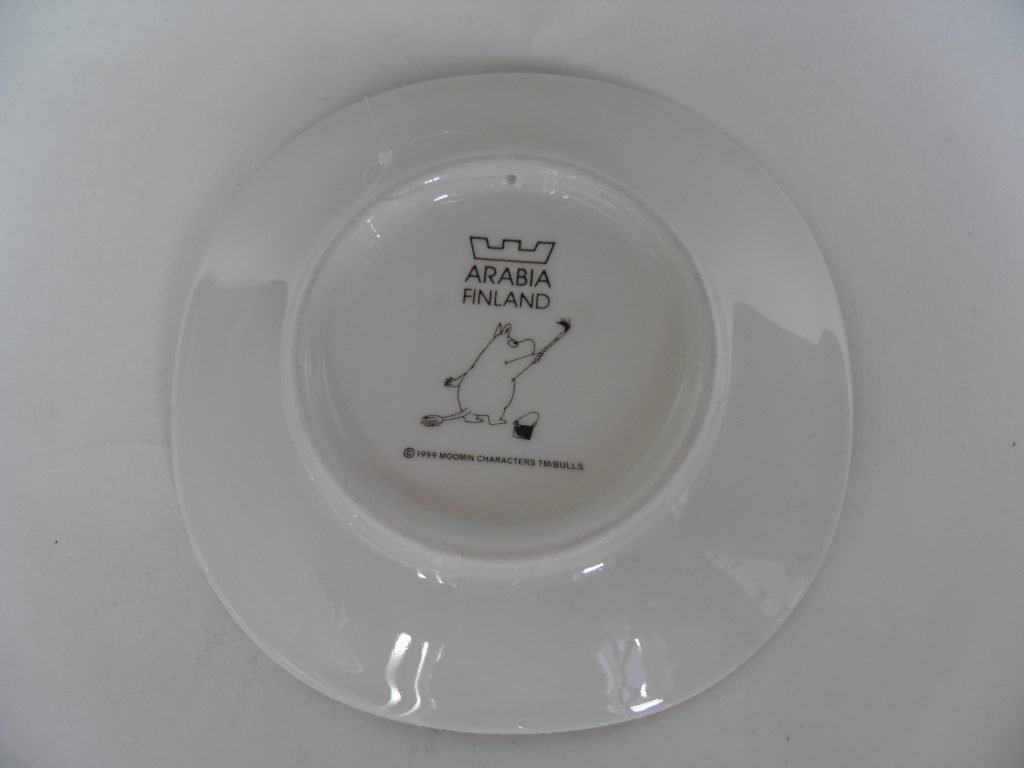 ARABIA
FINLAND
©1999 MOOMIN CHARACTERS TM/BULLS